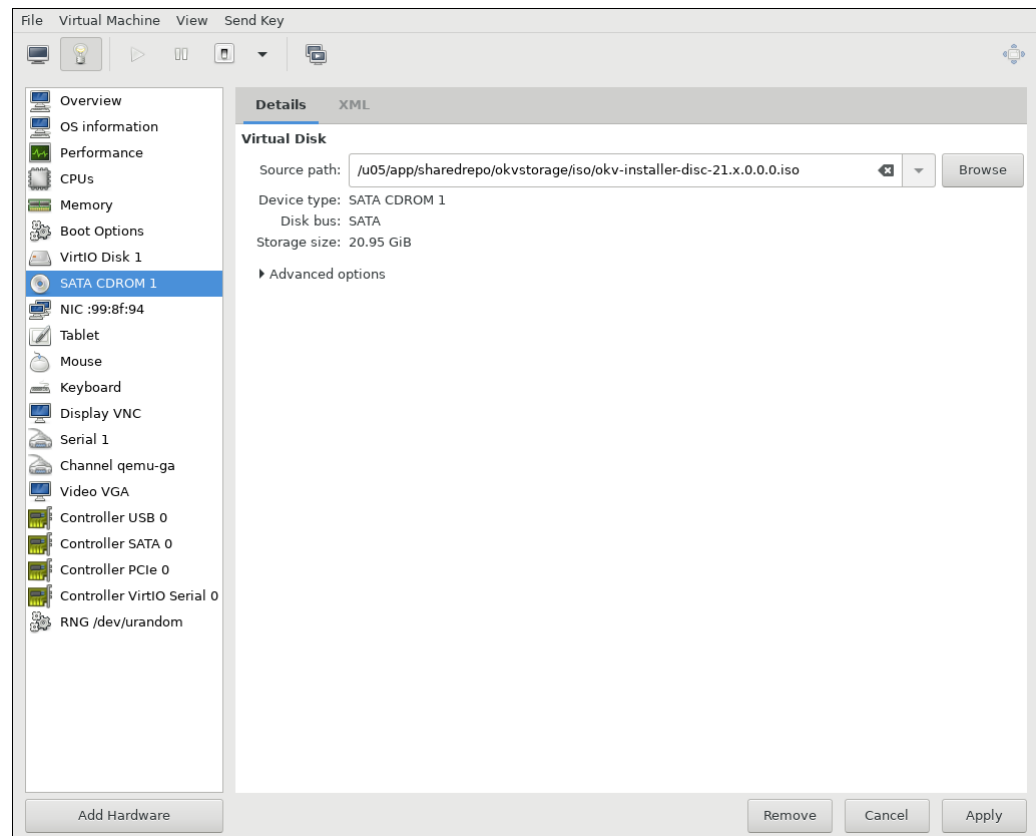 File Virtual Machine View Send Key
Overview
OS information
Performance
CPUs
Memory
Boot Options
VirtIO Disk 1
SATA CDROM 1
NIC :99:8f:94
Tablet
Mouse
Keyboard
Display VNC
Serial 1
Channel qemu-ga
Video VGA
Controller USB 0
Controller SATA 0
Controller PCIe 0
Controller VirtIO Serial 0
RNG /dev/urandom
Add Hardware
Details XML
Virtual Disk
Source path: /u05/app/sharedrepo/okvstorage/iso/okv-installer-disc-21.x.0.0.0.iso Browse
Device type: SATA CDROM 1
Disk bus: SATA
Storage size: 20.95 GiB
Advanced options
Remove Cancel Apply